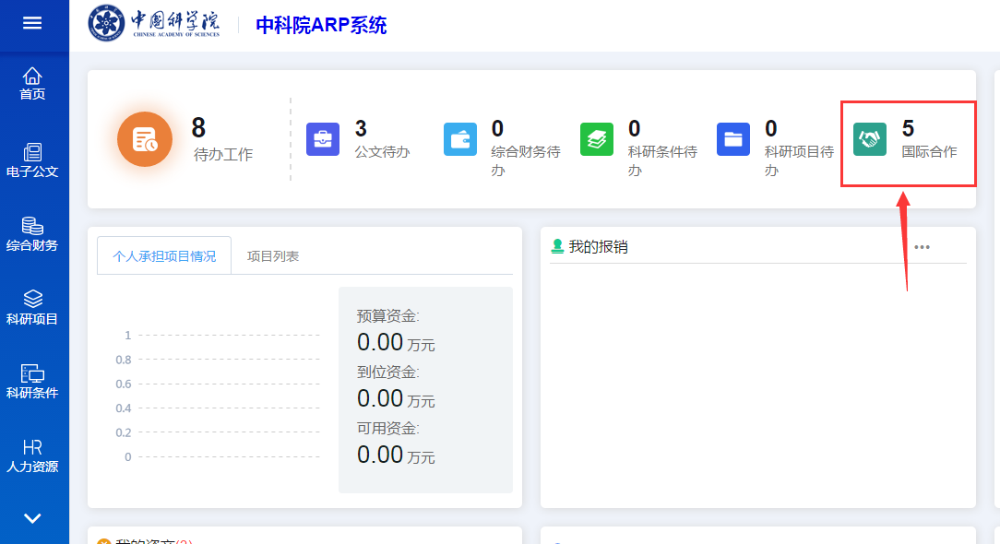 中国科学院
CHINESE ACADEMY OF SCIENCES
中科院ARP系统
首页
电子公文
综合财务
科研项目
科研条件
HR
人力资源
8
待办工作
3
公文待办
0
综合财务待
办
0
科研条件待
办
0
科研项目待
办
5
国际合作
个人承担项目情况
项目列表
1
0.8
0.6
0.4
0.2
0
预算资金:
0.00 万元
到位资金:
0.00 万元
可用资金:
0.00 万元
我的报销
我的资产(2)